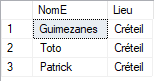 NomE Lieu
1 Guimezanes Créteil
2 Toto Créteil
3 Patrick Créteil